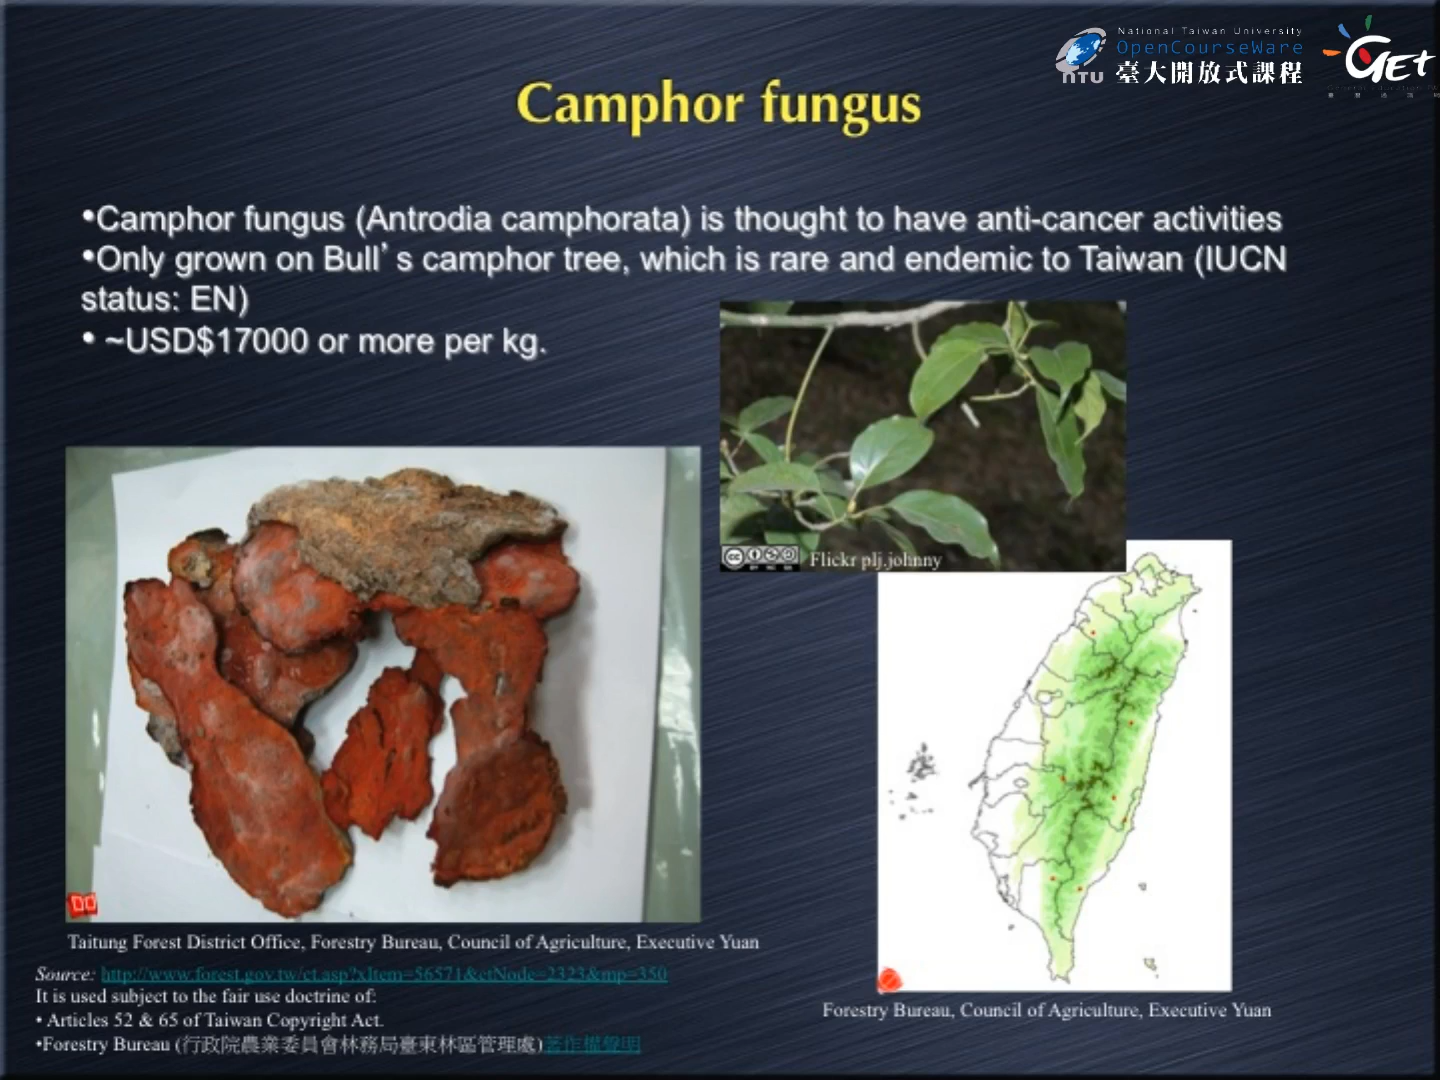 National Taiwan University
OpenCourseWare
NTU 臺大開放式課程
GET
Camphor fungus
•Camphor fungus (Antrodia camphorata) is thought to have anti-cancer activities
•Only grown on Bull’s camphor tree, which is rare and endemic to Taiwan (IUCN
status: EN)
• ~USD$17000 or more per kg.
cc
Flickr plj.johnny
Taitung Forest District Office, Forestry Bureau, Council of Agriculture, Executive Yuan
Source: http://www.forest.gov.tw/ct.asp?xItem=56571&ctNode=2323&mp=350
It is used subject to the fair use doctrine of:
• Articles 52 & 65 of Taiwan Copyright Act.
•Forestry Bureau (行政院農業委員會林務局臺東林區管理處)著作權聲明
Forestry Bureau, Council of Agriculture, Executive Yuan